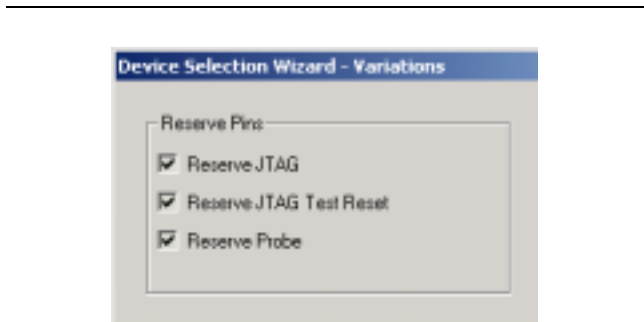 Device Selection Wizard - Variations
Reserve Pins
Reserve JTAG
Reserve JTAG Test Reset
Reserve Probe